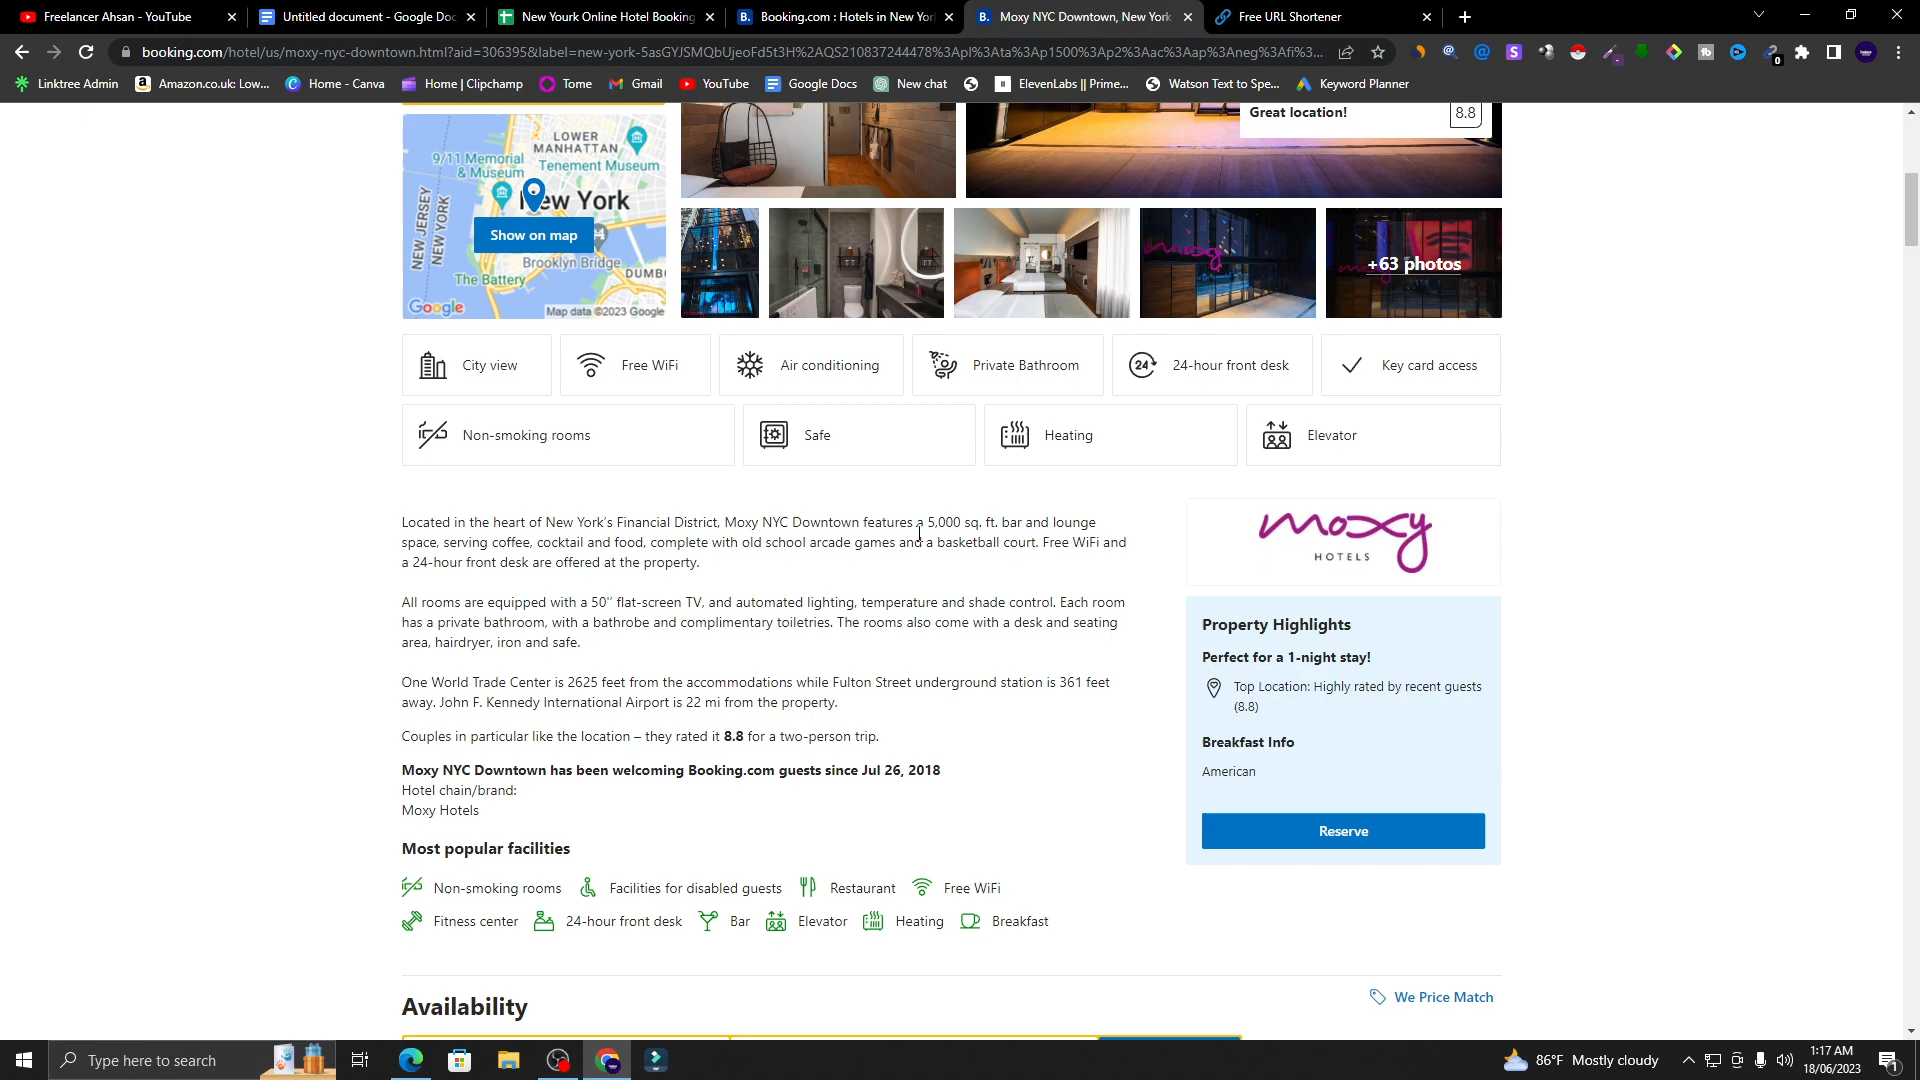 Freelancer Ahsan - YouTube
Untitled document - Google Doc
New Yourk Online Hotel Booking
Booking.com : Hotels in New Yor
Moxy NYC Downtown, New York
Free URL Shortener
booking.com/hotel/us/moxy-nyc-downtown.html?aid=306395&label=new-york-5asGYJSMQbUjeoFd5t3H%2AQS210837244478%3Apl%3Ata%3Ap1500%3Ap2%3Aac%3Aap%3Aneg%3Afi%3...
Linktree Admin
Amazon.co.uk: Low...
Home - Canva
Home | Clipchamp
Tome
Gmail
YouTube
Google Docs
New chat
ElevenLabs || Prime...
Watson Text to Spe...
Keyword Planner
Great location!
8.8
LOWER
MANHATTAN
9/11 Memorial
& Museum
Tenement Museum
New York
NEW JERSEY
NEW YORK
Show on map
Brooklyn Bridge
The Battery
DUMBO
Google
Map data ©2023 Google
moxy
+63 photos
City view
Free WiFi
Air conditioning
Private Bathroom
24
24-hour front desk
Key card access
Non-smoking rooms
Safe
Heating
Elevator
Located in the heart of New York's Financial District, Moxy NYC Downtown features a 5,000 sq. ft. bar and lounge
space, serving coffee, cocktail and food, complete with old school arcade games and a basketball court. Free WiFi and
a 24-hour front desk are offered at the property.
All rooms are equipped with a 50'' flat-screen TV, and automated lighting, temperature and shade control. Each room
has a private bathroom, with a bathrobe and complimentary toiletries. The rooms also come with a desk and seating
area, hairdryer, iron and safe.
One World Trade Center is 2625 feet from the accommodations while Fulton Street underground station is 361 feet
away. John F. Kennedy International Airport is 22 mi from the property.
Couples in particular like the location – they rated it 8.8 for a two-person trip.
Moxy NYC Downtown has been welcoming Booking.com guests since Jul 26, 2018
Hotel chain/brand:
Moxy Hotels
moxy
HOTELS
Property Highlights
Perfect for a 1-night stay!
Top Location: Highly rated by recent guests
(8.8)
Breakfast Info
American
Reserve
Most popular facilities
Non-smoking rooms
Facilities for disabled guests
Restaurant
Free WiFi
Fitness center
24-hour front desk
Bar
Elevator
Heating
Breakfast
Availability
We Price Match
Type here to search
86°F Mostly cloudy
1:17 AM
18/06/2023
1